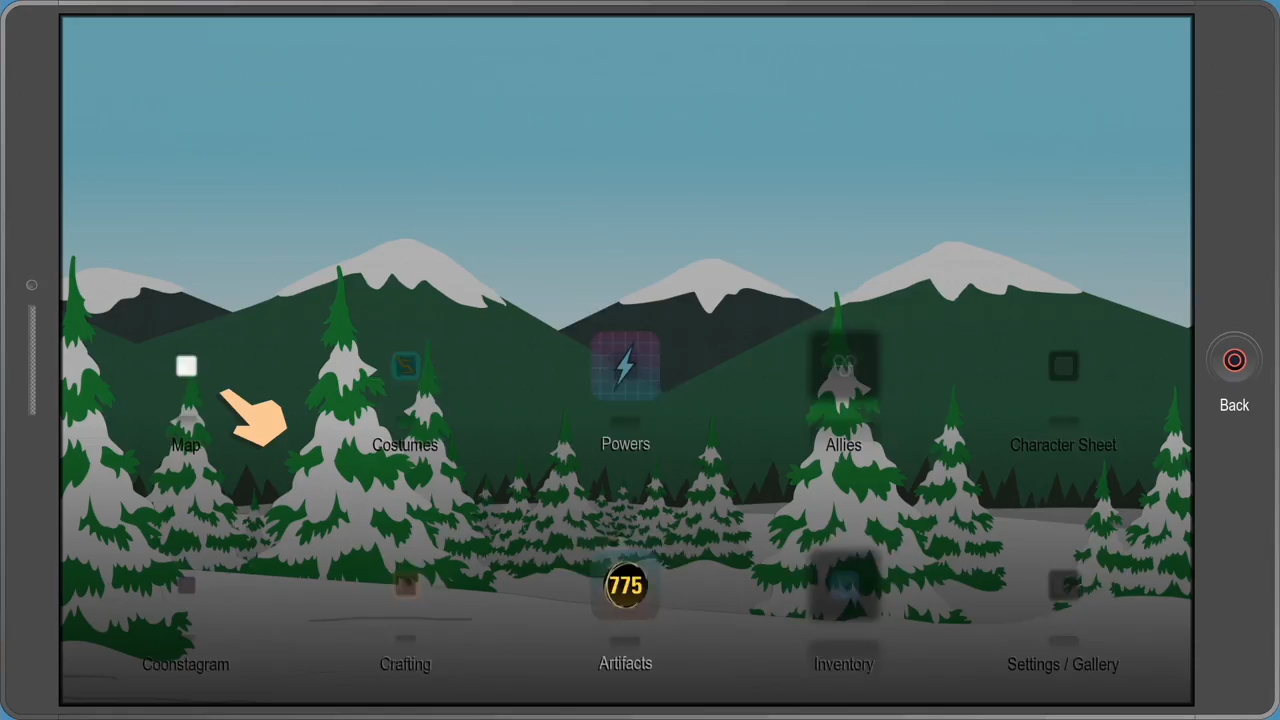 Map
Costumes
Powers
Allies
Character Sheet
Back
775
Coonstagram
Crafting
Artifacts
Inventory
Settings / Gallery